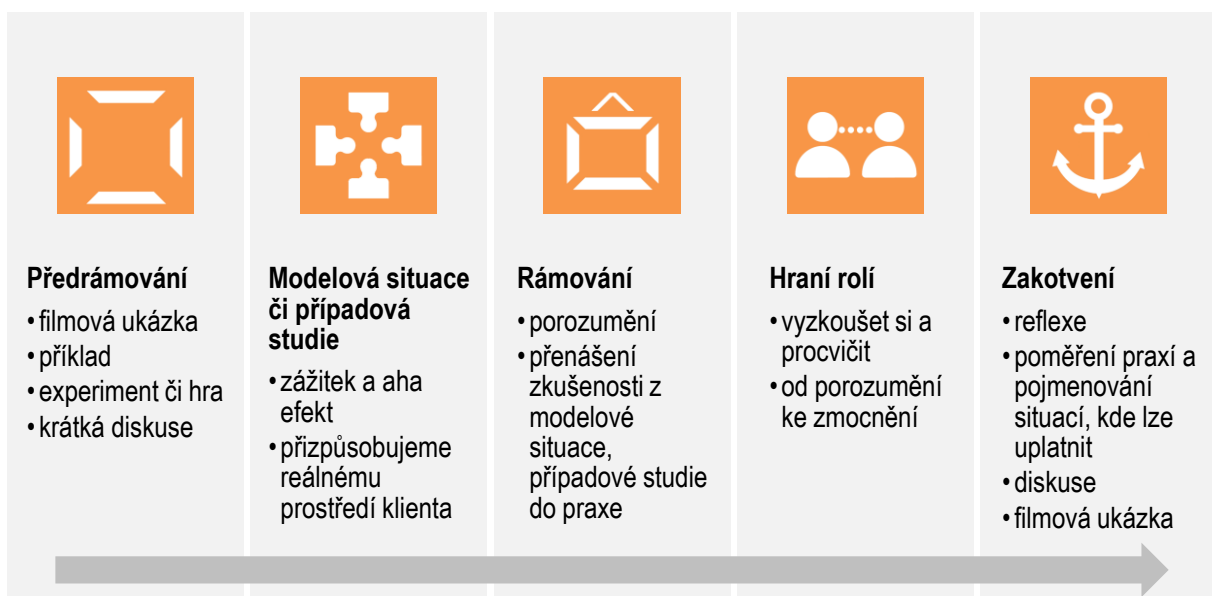 Předrámování
• filmová ukázka
• příklad
• experiment či hra
• krátká diskuse
Modelová situace
či případová
studie
• zážitek a aha
efekt
• přizpůsobujeme
reálnému
prostředí klienta
Rámování
• porozumění
• přenášení
zkušenosti z
modelové
situace,
případové studie
do praxe
Hraní rolí
• vyzkoušet si a
procvičit
• od porozumění
ke zmocnění
Zakotvení
• reflexe
• poměření praxí a
pojmenování
situací, kde lze
uplatnit
• diskuse
• filmová ukázka